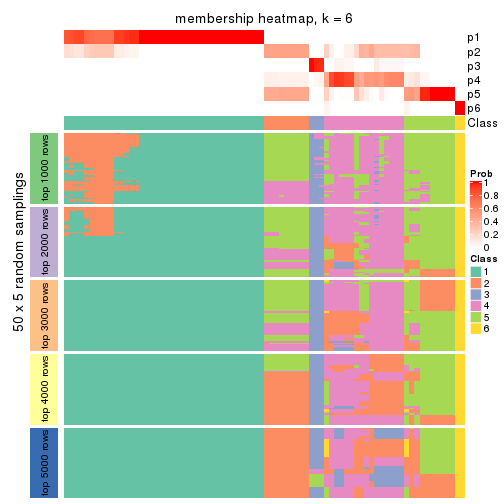 membership heatmap, k = 6
p1
p2
p3
p4
p5
p6
Class
50 x 5 random samplings
top 1000 rows
top 2000 rows
top 3000 rows
top 4000 rows
top 5000 rows
Prob
1
0.8
0.6
0.4
0.2
0
Class
1
2
3
4
5
6